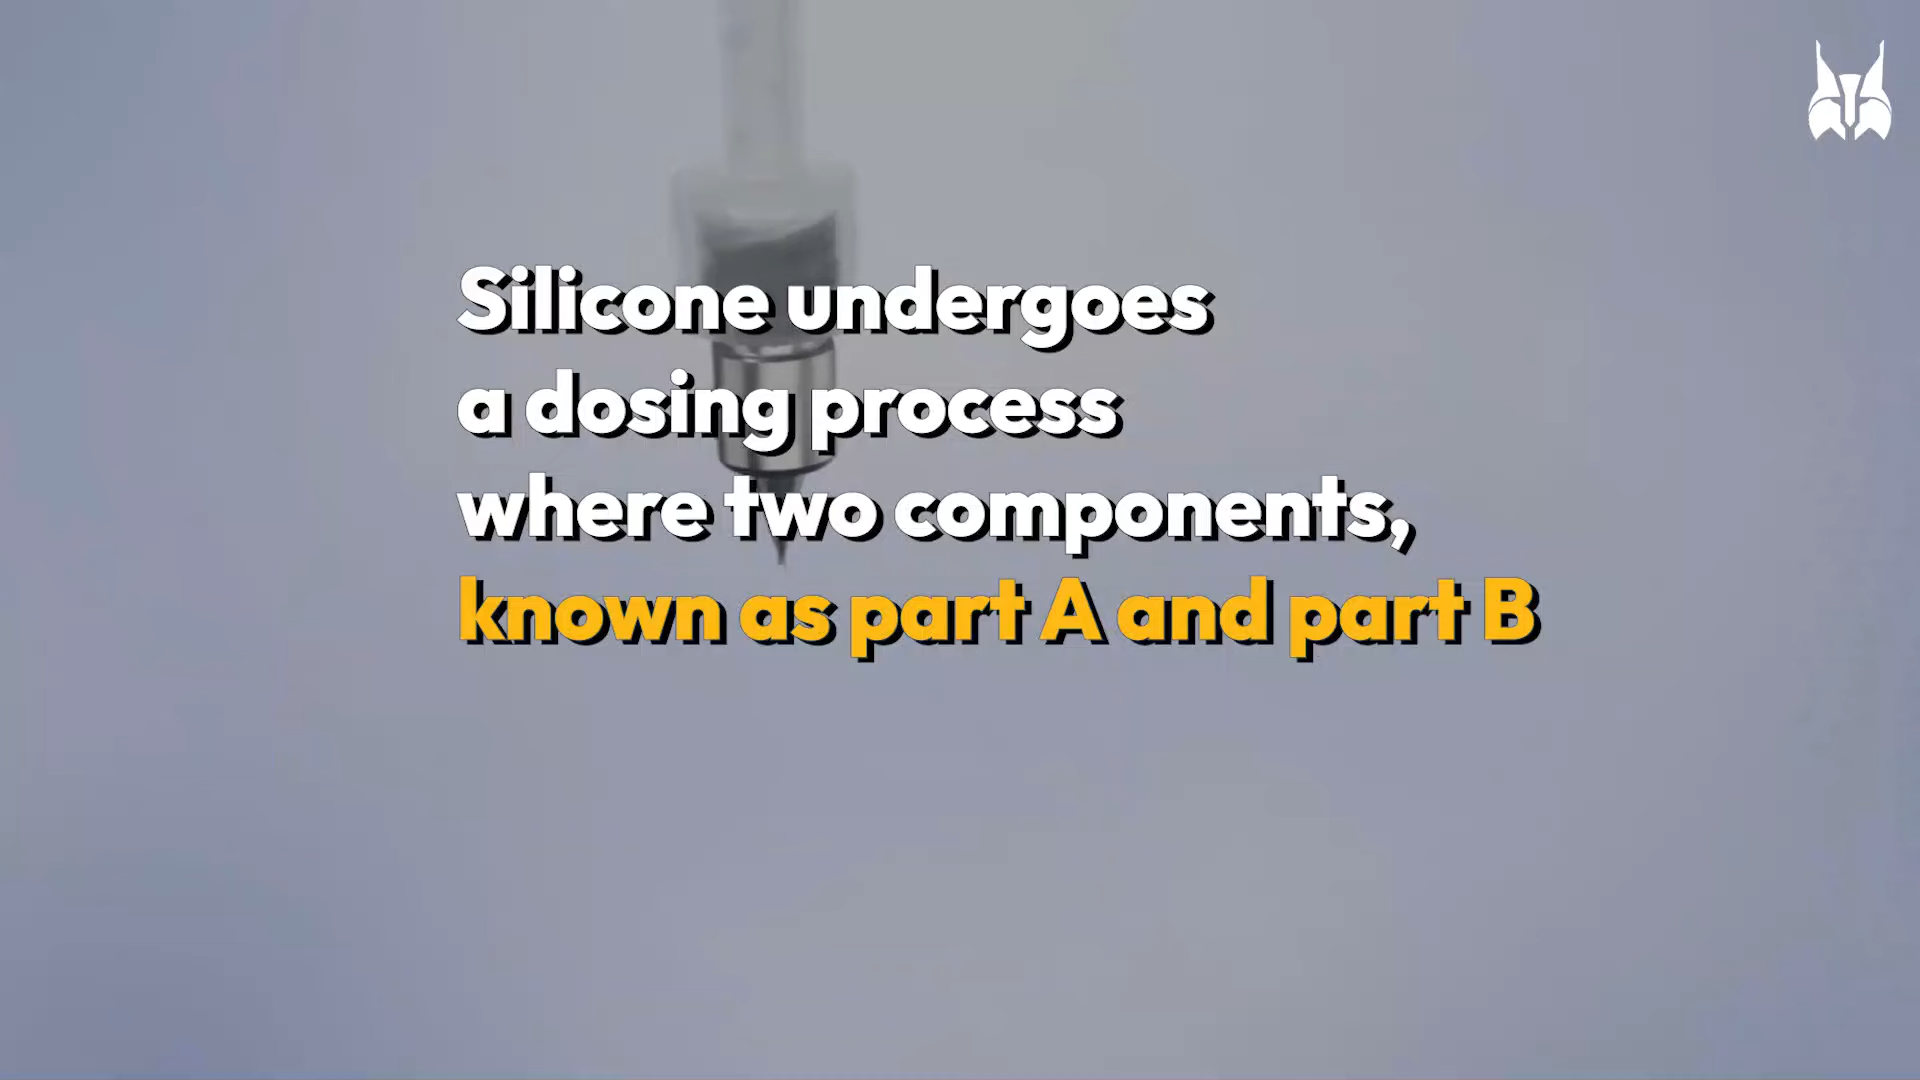 Silicone undergoes
a dosing process
where two components,
known as part A and part B